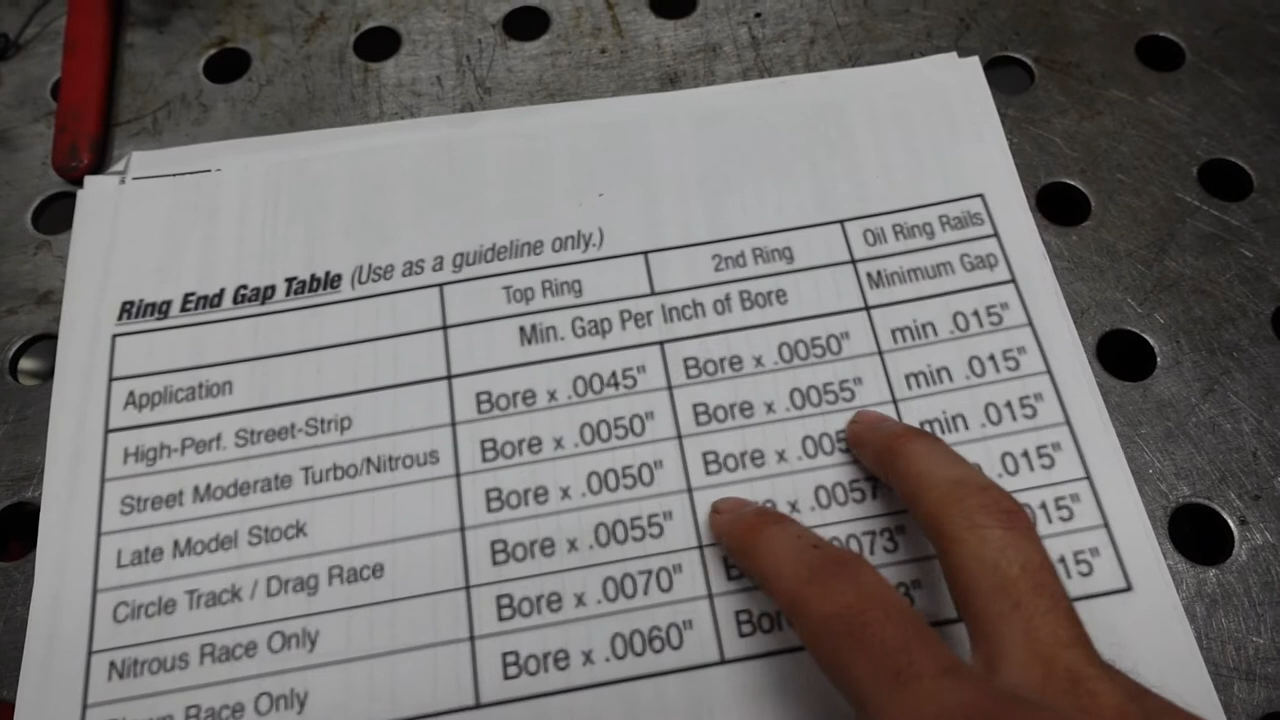 Ring End Gap Table (Use as a guideline only.)
Top Ring 2nd Ring Oil Ring Rails
Application Min. Gap Per Inch of Bore Minimum Gap
High-Perf. Street-Strip Bore x .0045" Bore x .0050" min .015"
Street Moderate Turbo/Nitrous Bore x .0050" Bore x .0055" min .015"
Late Model Stock Bore x .0050" Bore x min .015"
Circle Track / Drag Race Bore x .0055" x .0057 .015"
Nitrous Race Only Bore x .0070"
Race Only Bore x .0060"